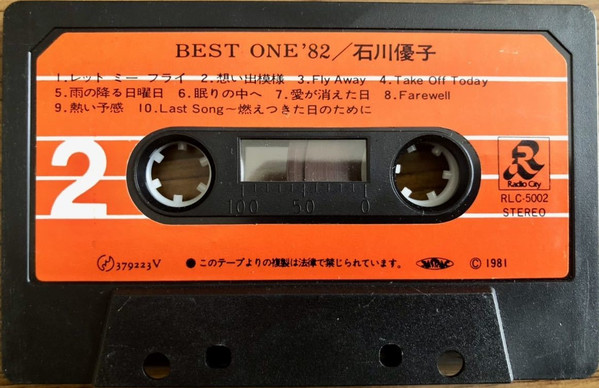 BEST ONE'82／石川優子
1.レット ミー フライ 2.想い出模様 3.Fly Away 4.Take Off Today
5.雨の降る日曜日 6.眠りの中へ 7.愛が消えた日 8.Farewell
9.熱い予感 10.Last Song〜燃えつきた日のために
2
R
Radio City
RLC-5002
STEREO
100 50 0
379223V ●このテープよりの複製は法律で禁じられています。 Ⓒ1981